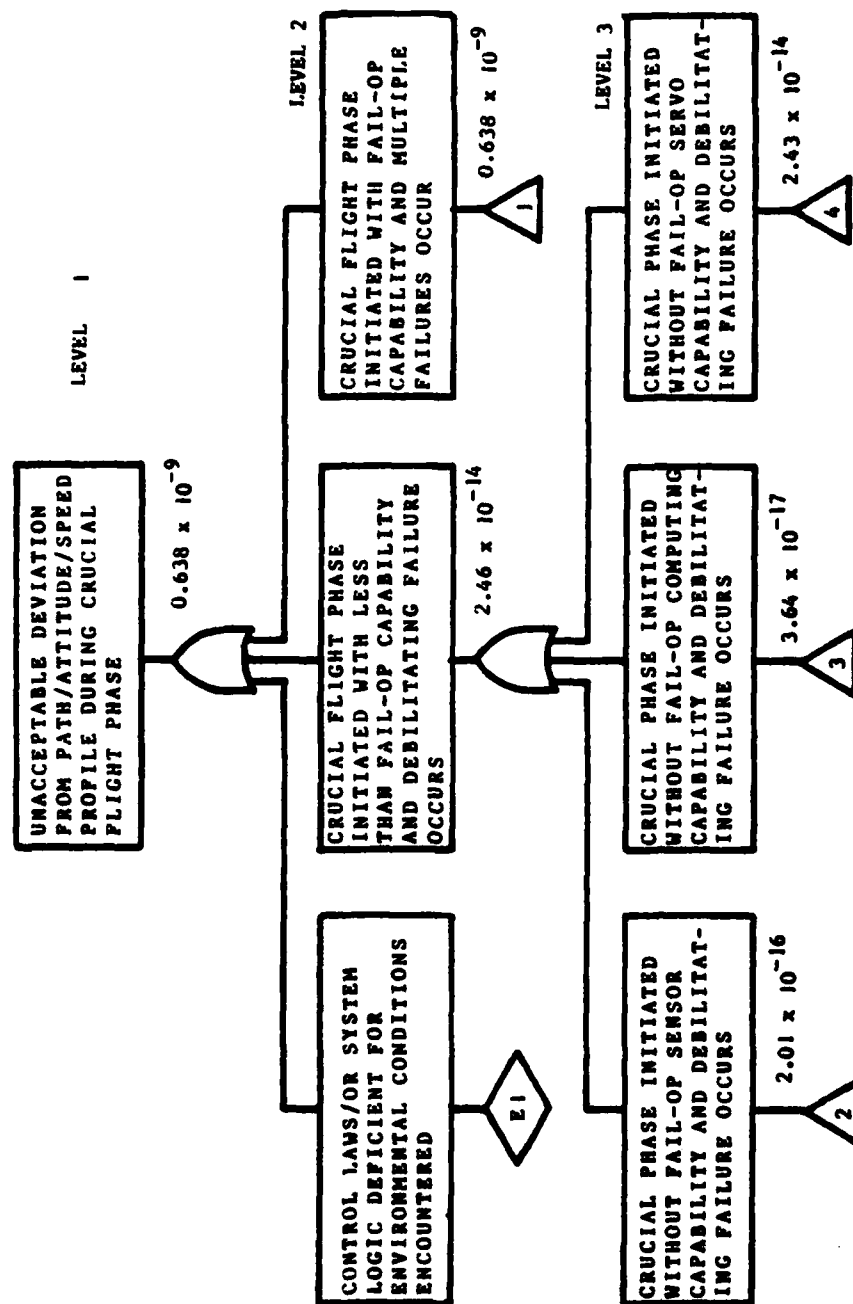 LEVEL 1
UNACCEPTABLE DEVIATION
FROM PATH/ATTITUDE/SPEED
PROFILE DURING CRUCIAL
FLIGHT PHASE
0.638 x 10^-9
LEVEL 2
CONTROL LAWS/OR SYSTEM
LOGIC DEFICIENT FOR
ENVIRONMENTAL CONDITIONS
ENCOUNTERED
E1
CRUCIAL FLIGHT PHASE
INITIATED WITH LESS
THAN FAIL-OP CAPABILITY
AND DEBILITATING FAILURE
OCCURS
2.46 x 10^-14
CRUCIAL FLIGHT PHASE
INITIATED WITH FAIL-OP
CAPABILITY AND MULTIPLE
FAILURES OCCUR
0.638 x 10^-9
1
LEVEL 3
CRUCIAL PHASE INITIATED
WITHOUT FAIL-OP SENSOR
CAPABILITY AND DEBILITAT-
ING FAILURE OCCURS
2.01 x 10^-16
2
CRUCIAL PHASE INITIATED
WITHOUT FAIL-OP COMPUTING
CAPABILITY AND DEBILITAT-
ING FAILURE OCCURS
3.64 x 10^-17
3
CRUCIAL PHASE INITIATED
WITHOUT FAIL-OP SERVO
CAPABILITY AND DEBILITAT-
ING FAILURE OCCURS
2.43 x 10^-14
4